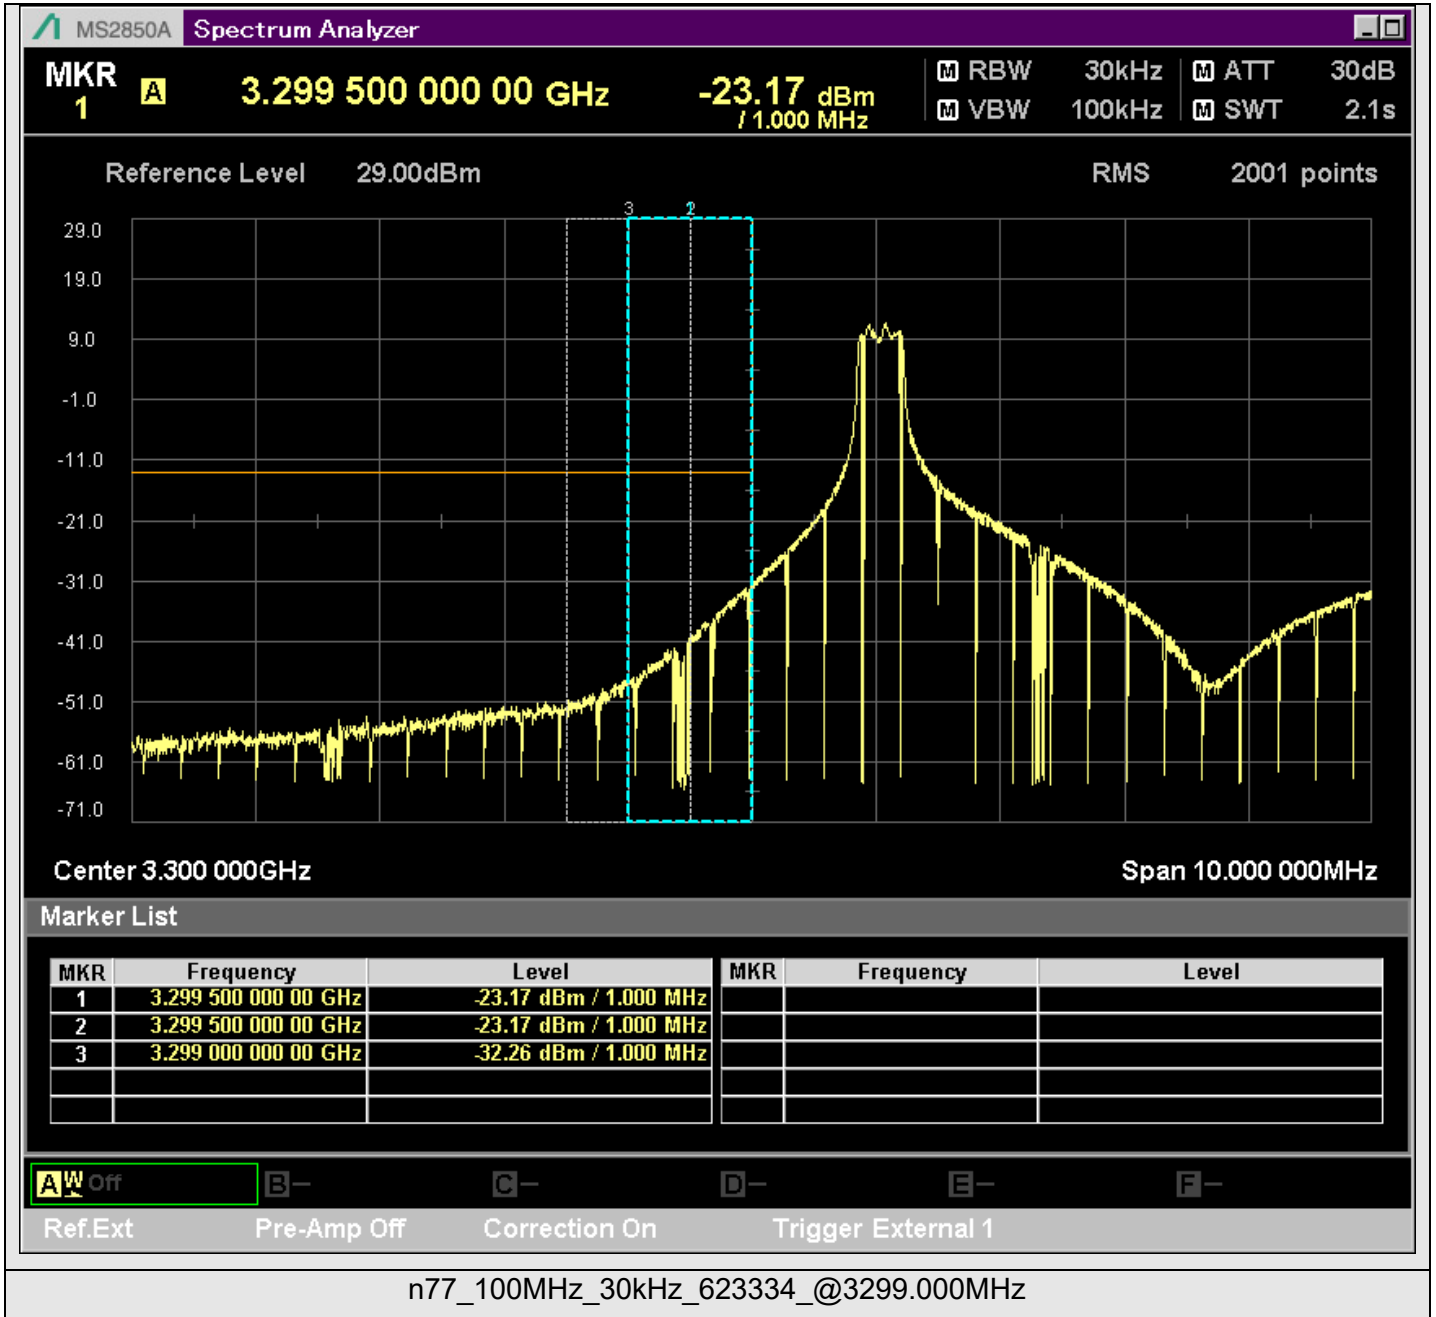 MS2850A Spectrum Analyzer
MKR 1 A 3.299 500 000 00 GHz -23.17 dBm / 1.000 MHz
M RBW 30kHz M ATT 30dB
M VBW 100kHz M SWT 2.1s
Reference Level 29.00dBm RMS 2001 points
3 2
29.0
19.0
9.0
-1.0
-11.0
-21.0
-31.0
-41.0
-51.0
-61.0
-71.0
Center 3.300 000GHz Span 10.000 000MHz
Marker List
MKR Frequency Level MKR Frequency Level
1 3.299 500 000 00 GHz -23.17 dBm / 1.000 MHz
2 3.299 500 000 00 GHz -23.17 dBm / 1.000 MHz
3 3.299 000 000 00 GHz -32.26 dBm / 1.000 MHz
A W Off B – C – D – E – F –
Ref.Ext Pre-Amp Off Correction On Trigger External 1
n77_100MHz_30kHz_623334_@3299.000MHz